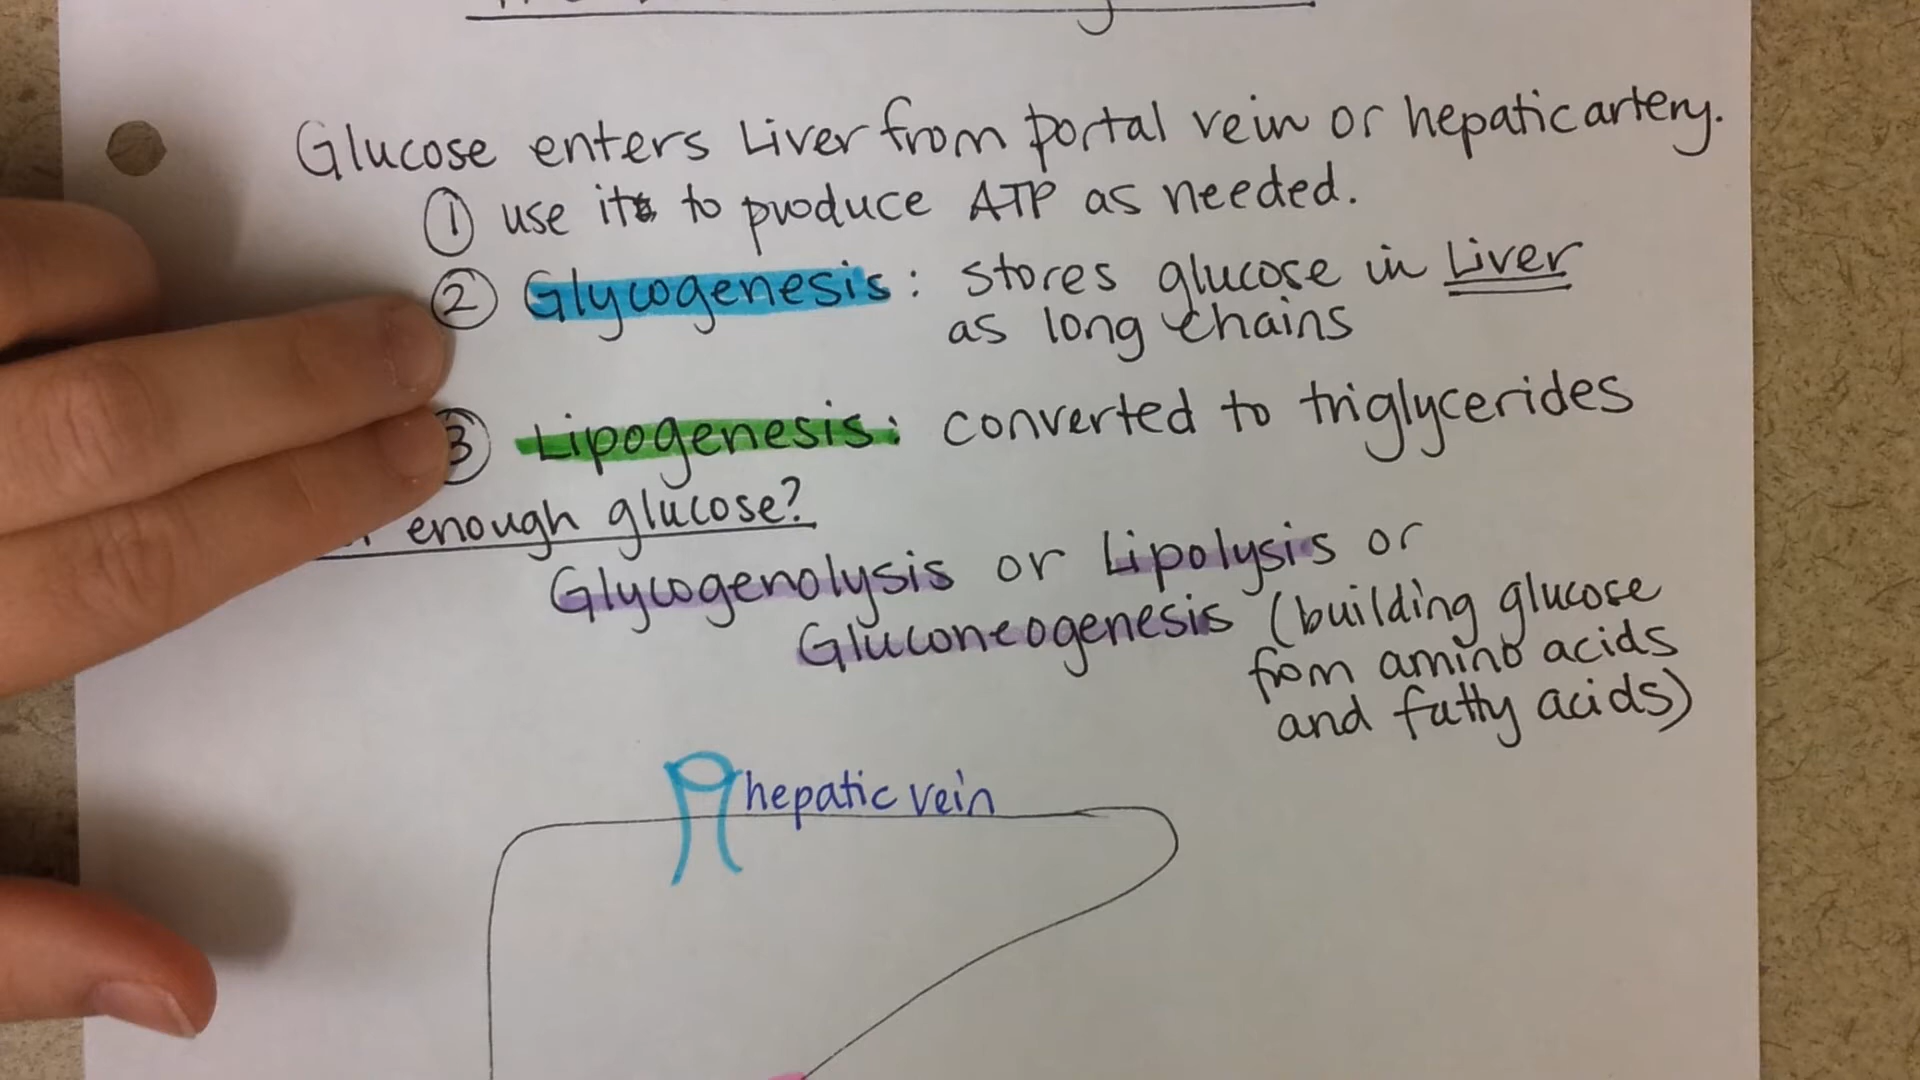 Glucose enters Liver from portal vein or hepatic artery.
① use it to produce ATP as needed.
② Glycogenesis: stores glucose in Liver
as long chains
③ Lipogenesis: converted to triglycerides
enough glucose?
Glycogenolysis or Lipolysis or
Gluconeogenesis (building glucose
from amino acids
and fatty acids)
hepatic vein